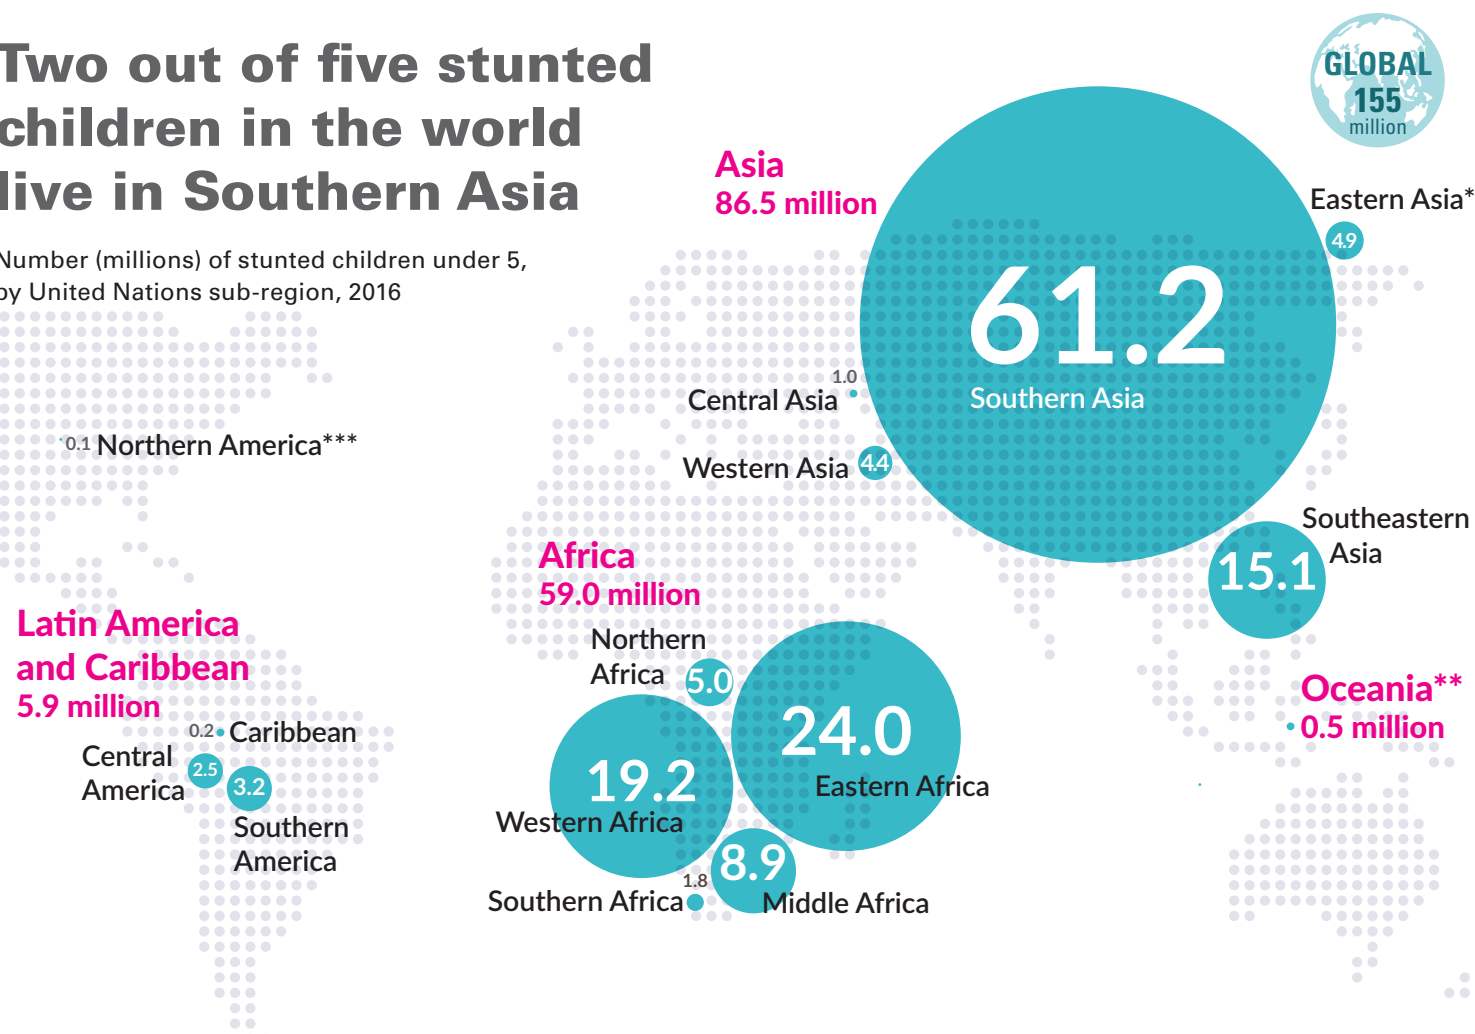 Two out of five stunted
children in the world
live in Southern Asia
Number (millions) of stunted children under 5,
by United Nations sub-region, 2016
GLOBAL
155
million
Asia
86.5 million
Eastern Asia*
4.9
61.2
Southern Asia
1.0
Central Asia
Western Asia
4.4
Southeastern
Asia
15.1
0.1 Northern America***
Africa
59.0 million
Northern
Africa
5.0
24.0
Eastern Africa
19.2
Western Africa
8.9
Middle Africa
1.8
Southern Africa
Latin America
and Caribbean
5.9 million
0.2 Caribbean
Central
America
2.5
3.2
Southern
America
Oceania**
0.5 million